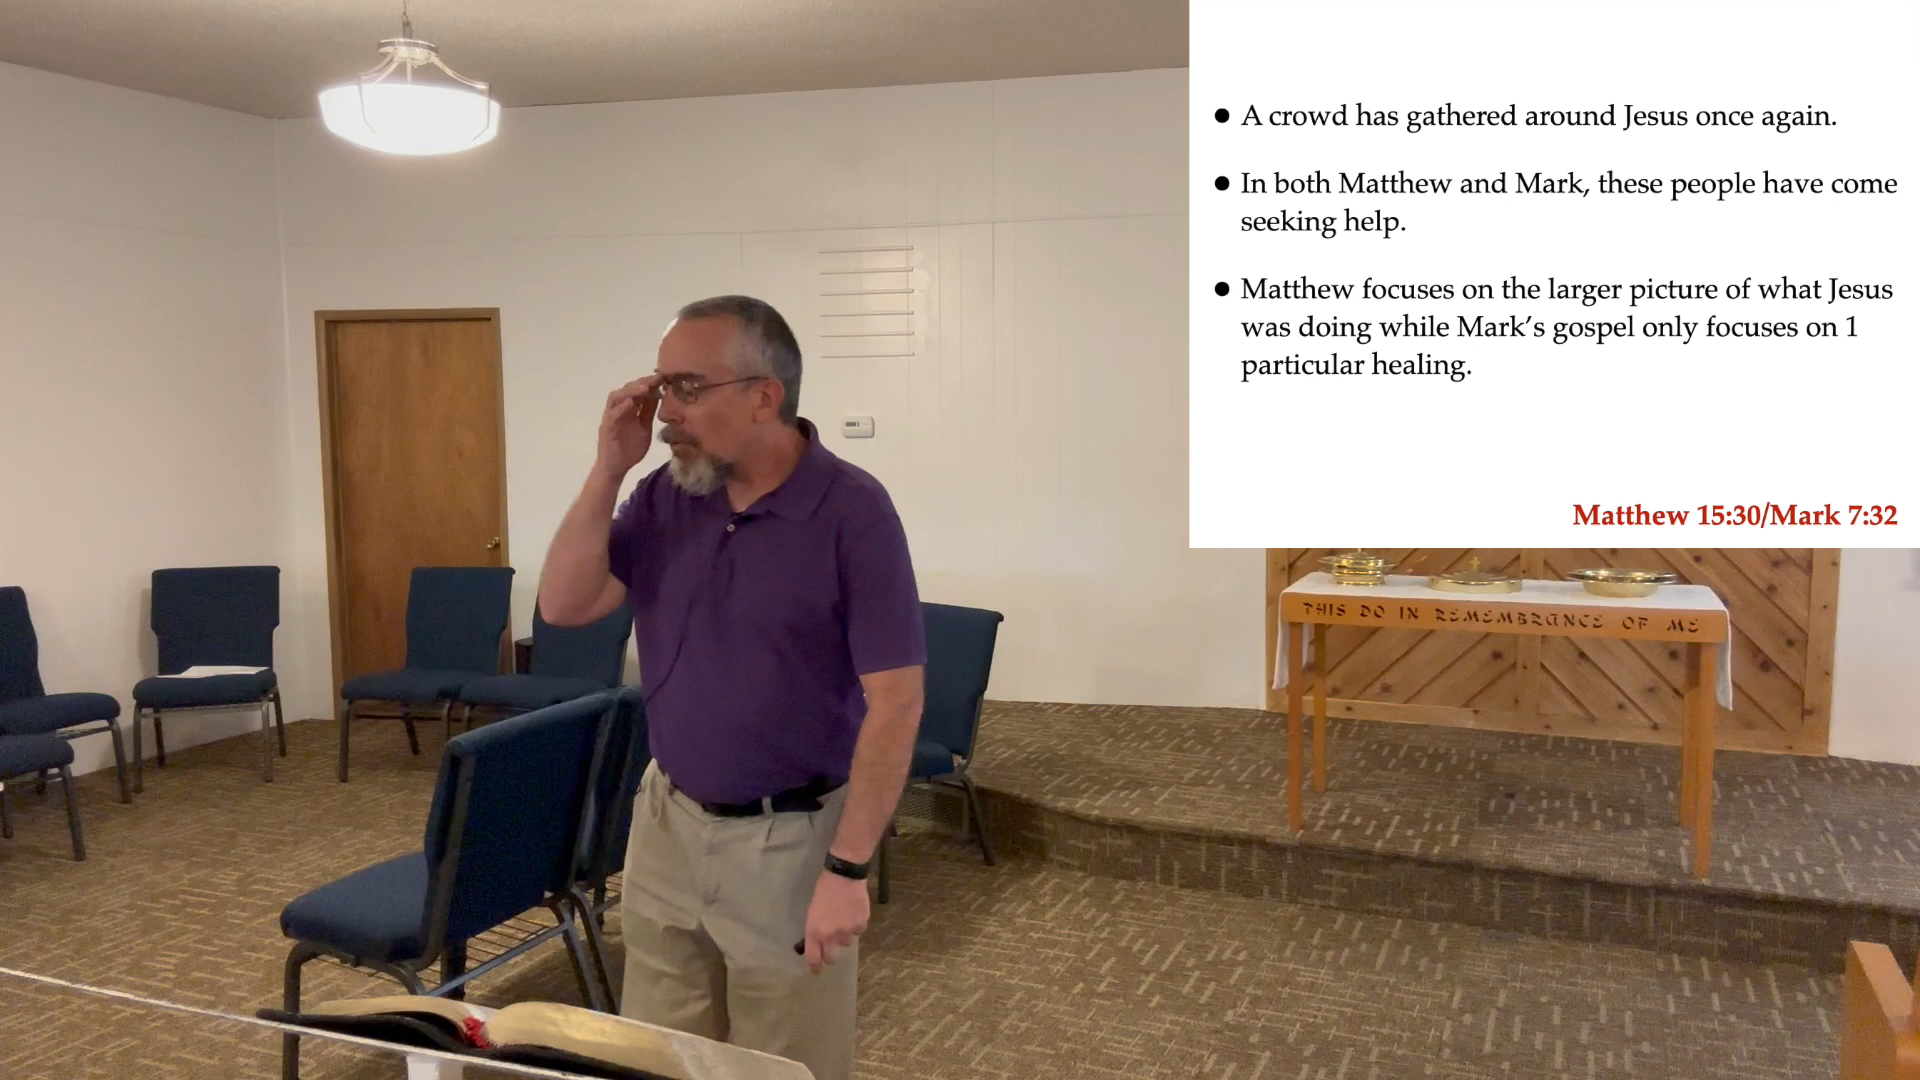 ● A crowd has gathered around Jesus once again.
● In both Matthew and Mark, these people have come
seeking help.
● Matthew focuses on the larger picture of what Jesus
was doing while Mark’s gospel only focuses on 1
particular healing.
Matthew 15:30/Mark 7:32
THIS DO IN REMEMBRANCE OF ME